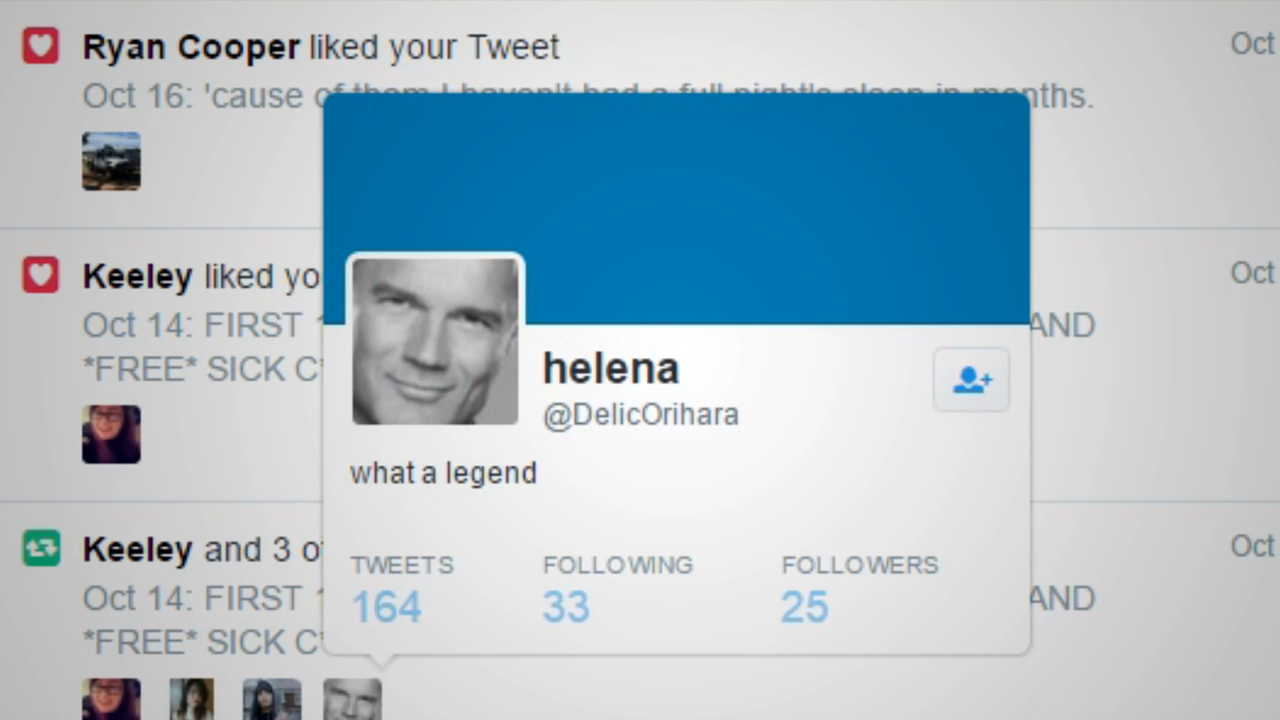 Ryan Cooper liked your Tweet
Oct
Oct 16: 'cause of them I haven't had a full night's sleep in months.
Keeley liked yo
Oct
Oct 14: FIRST
AND
*FREE* SICK C
helena
@DelicOrihara
what a legend
Keeley and 3 o
Oct
TWEETS FOLLOWING FOLLOWERS
164 33 25
Oct 14: FIRST
AND
*FREE* SICK C